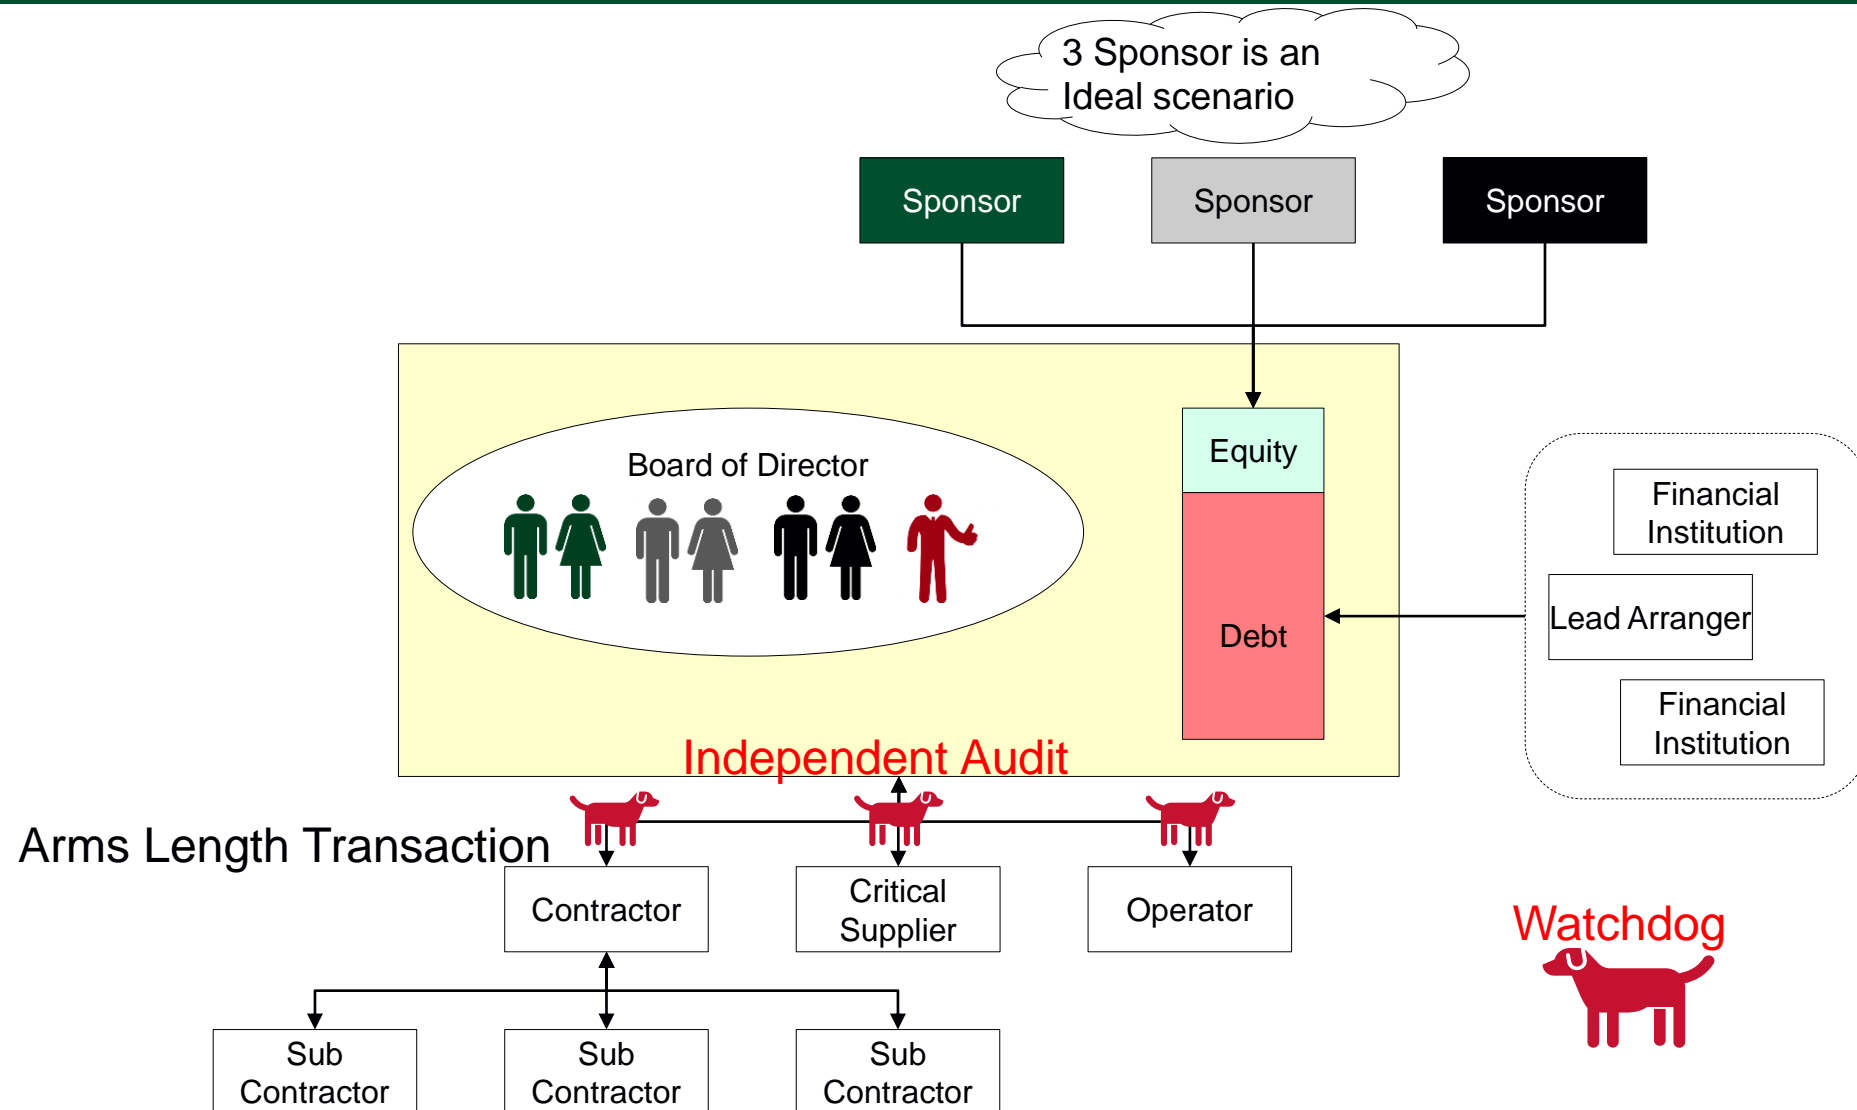 3 Sponsor is an
Ideal scenario
Sponsor
Sponsor
Sponsor
Board of Director
Equity
Debt
Financial
Institution
Lead Arranger
Financial
Institution
Independent Audit
Arms Length Transaction
Contractor
Critical
Supplier
Operator
Watchdog
Sub
Contractor
Sub
Contractor
Sub
Contractor